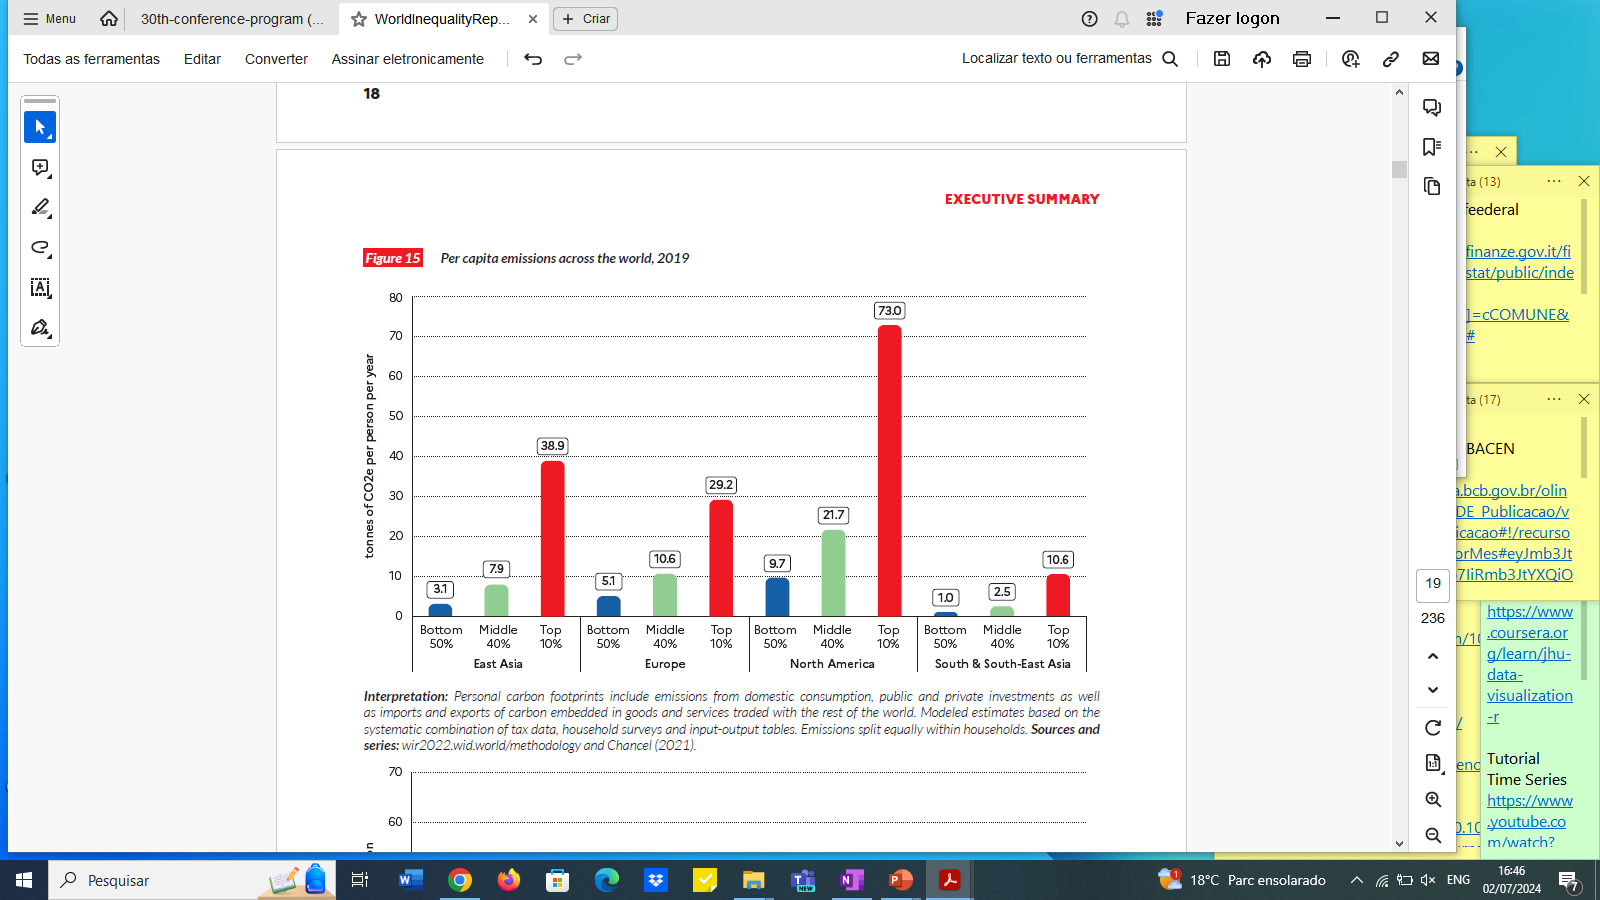 Menu
30th-conference-program (...
WorldInequalityRep...
Criar
Fazer logon
Todas as ferramentas
Editar
Converter
Assinar eletronicamente
Localizar texto ou ferramentas
18
EXECUTIVE SUMMARY
Figure 15 Per capita emissions across the world, 2019
tonnes of CO2e per person per year
80
70
60
50
40
30
20
10
0
3.1
7.9
38.9
5.1
10.6
29.2
9.7
21.7
73.0
1.0
2.5
10.6
Bottom 50%
Middle 40%
Top 10%
East Asia
Bottom 50%
Middle 40%
Top 10%
Europe
Bottom 50%
Middle 40%
Top 10%
North America
Bottom 50%
Middle 40%
Top 10%
South & South-East Asia
Interpretation: Personal carbon footprints include emissions from domestic consumption, public and private investments as well
as imports and exports of carbon embedded in goods and services traded with the rest of the world. Modeled estimates based on the
systematic combination of tax data, household surveys and input-output tables. Emissions split equally within households. Sources and
series: wir2022.wid.world/methodology and Chancel (2021).
70
60
19
236
1:1
ta (13)
feederal
finanze.gov.it/fi
stat/public/inde
]=cCOMUNE&
#
ta (17)
BACEN
a.bcb.gov.br/olin
DE_Publicacao/v
icacao#!/recurso
orMes#eyJmb3Jt
7IiRmb3JtYXQiO
https://www
.coursera.or
g/learn/jhu-
data-
visualization
-r
Tutorial
Time Series
https://www
.youtube.co
m/watch?
Pesquisar
NEW
1
18°C Parc ensolarado
ENG
16:46
02/07/2024
7